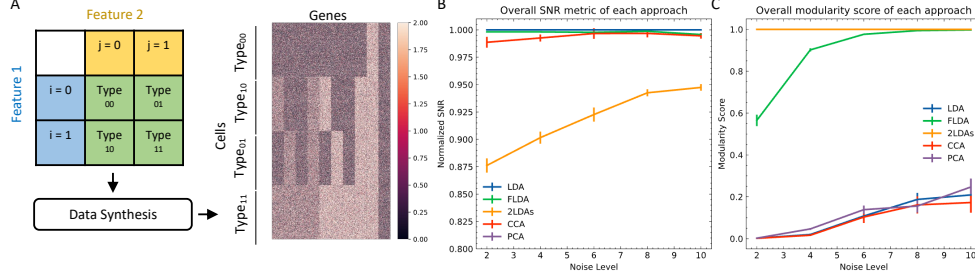 A
Feature 2
Feature 1
j = 0
j = 1
i = 0
Type
00
Type
01
i = 1
Type
10
Type
11
Data Synthesis
Genes
Cells
Type00
Type10
Type01
Type11
2.00
1.75
1.50
1.25
1.00
0.75
0.50
0.25
0.00
B
Overall SNR metric of each approach
Normalized SNR
1.000
0.975
0.950
0.925
0.900
0.875
0.850
0.825
0.800
LDA
FLDA
2LDAs
CCA
PCA
2 3 4 5 6 7 8 9 10
Noise Level
C
Overall modularity score of each approach
Modularity Score
1.0
0.8
0.6
0.4
0.2
0.0
LDA
FLDA
2LDAs
CCA
PCA
2 3 4 5 6 7 8 9 10
Noise Level